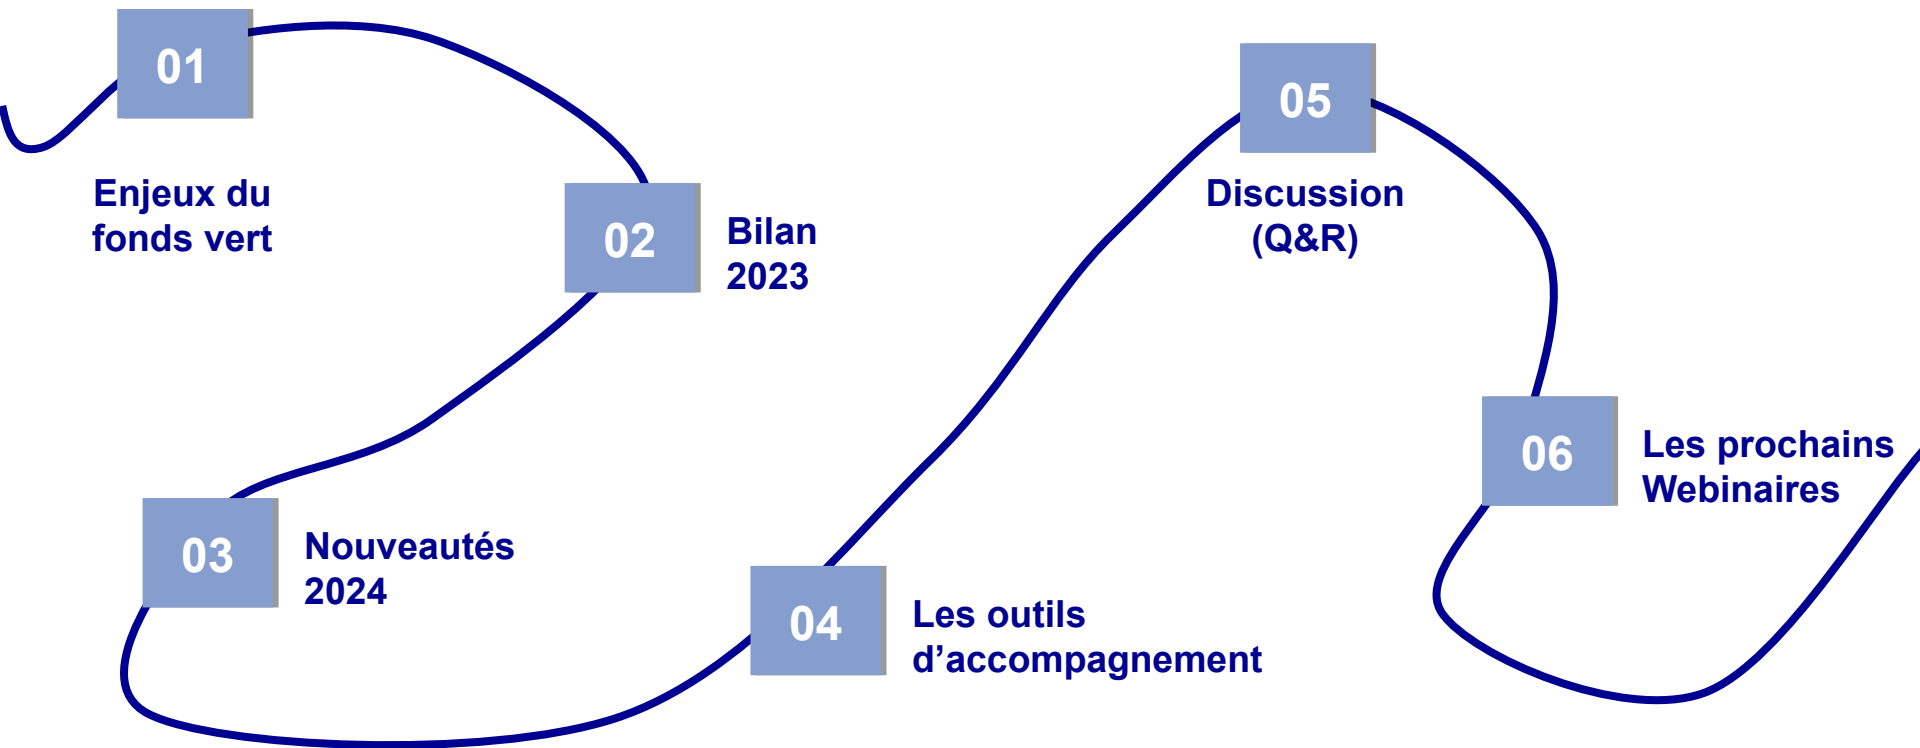 01
Enjeux du
fonds vert
02
Bilan
2023
03
Nouveautés
2024
04
Les outils
d’accompagnement
05
Discussion
(Q&R)
06
Les prochains
Webinaires